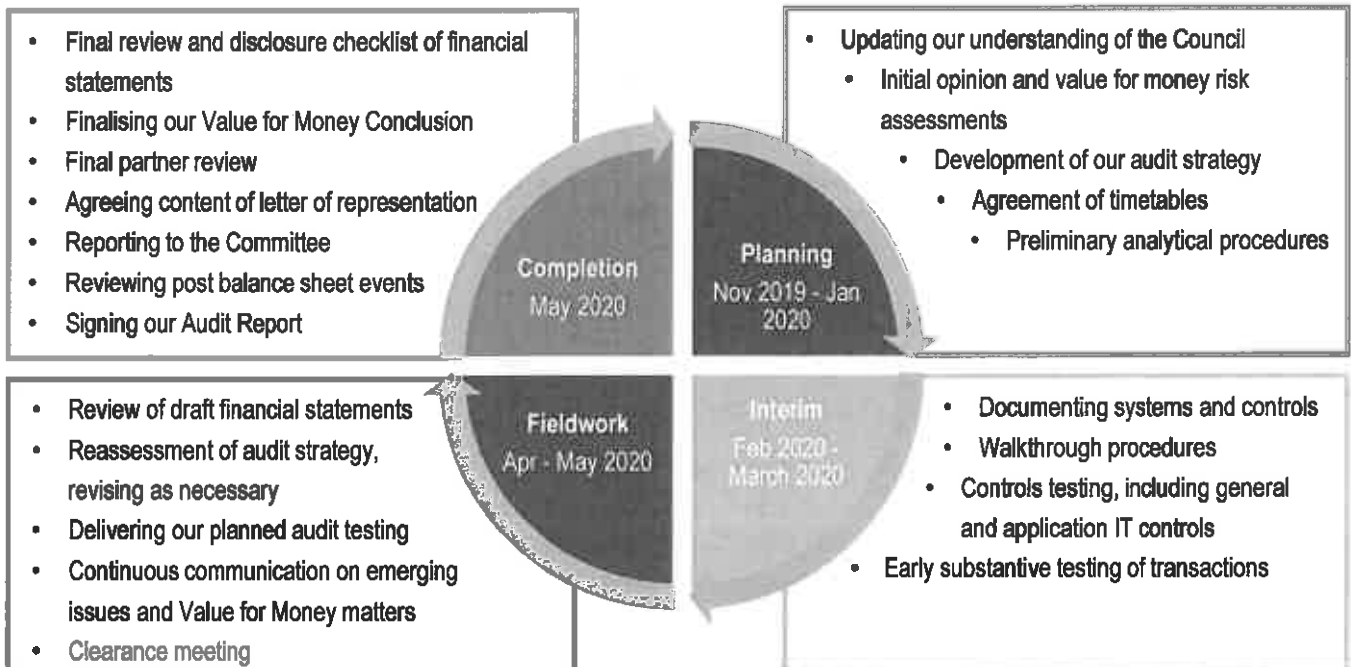 • Final review and disclosure checklist of financial
statements
• Finalising our Value for Money Conclusion
• Final partner review
• Agreeing content of letter of representation
• Reporting to the Committee
• Reviewing post balance sheet events
• Signing our Audit Report
• Updating our understanding of the Council
• Initial opinion and value for money risk
assessments
• Development of our audit strategy
• Agreement of timetables
• Preliminary analytical procedures
Completion
May 2020
Planning
Nov 2019 - Jan
2020
Fieldwork
Apr - May 2020
Interim
Feb 2020 -
March 2020
• Review of draft financial statements
• Reassessment of audit strategy,
revising as necessary
• Delivering our planned audit testing
• Continuous communication on emerging
issues and Value for Money matters
• Clearance meeting
• Documenting systems and controls
• Walkthrough procedures
• Controls testing, including general
and application IT controls
• Early substantive testing of transactions